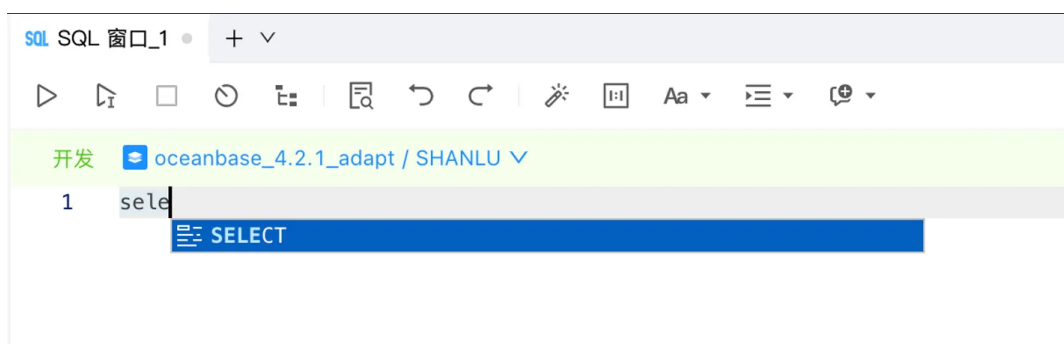 SQL SQL 窗口_1
Aa
开发 oceanbase_4.2.1_adapt / SHANLU
1 sele
SELECT